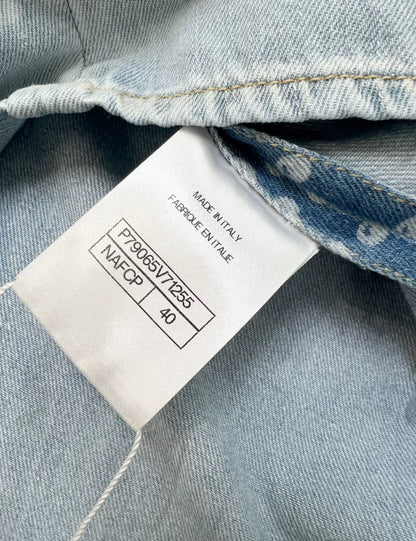 MADE IN ITALY
FABRIQUE EN ITALIE
P79065V71255
NAFCP 40